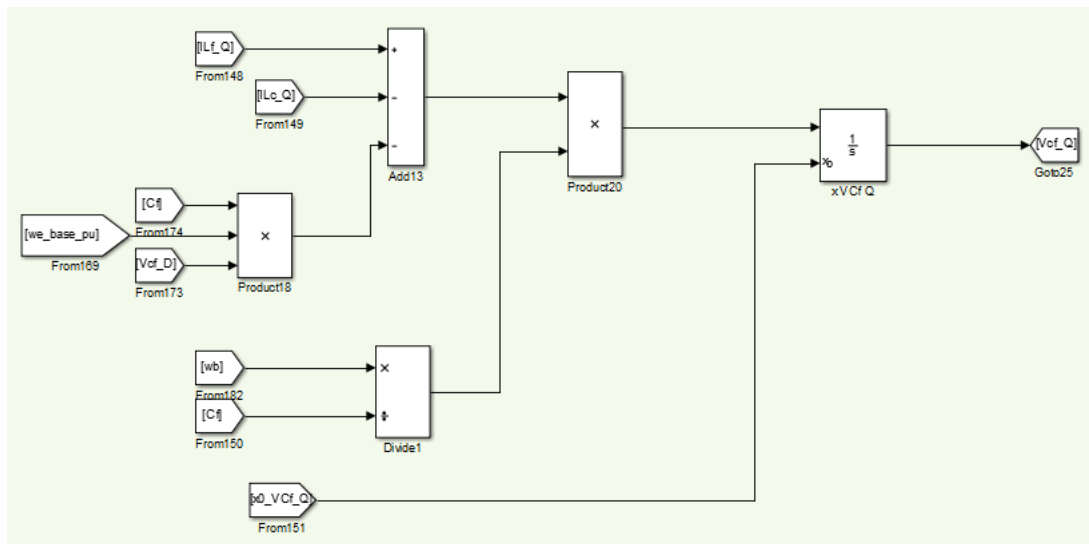 [ILf_Q]
From148
[ILc_Q]
From149
+
-
-
Add13
[Cf]
From174
[we_base_pu]
From169
[Vcf_D]
From173
×
Product18
×
Product20
1
s
xo
xVCf Q
[Vcf_Q]
Goto25
[wb]
From182
[Cf]
From150
×
÷
Divide1
[x0_VCf_Q]
From151